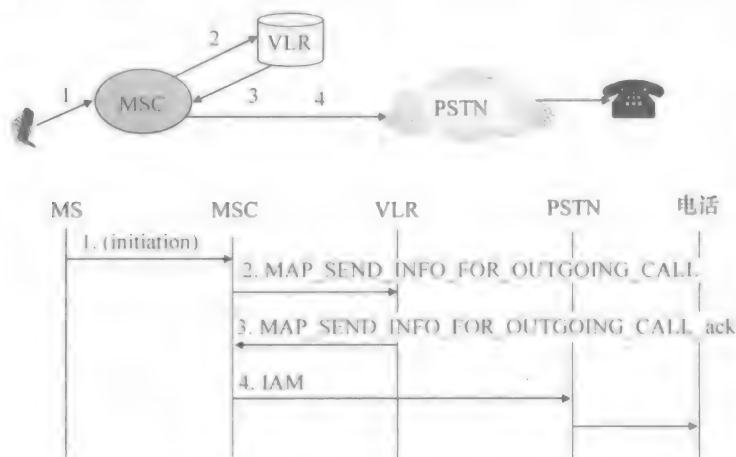 2
VLR
1
MSC
3
4
PSTN
MS MSC VLR PSTN 电话
1. (initiation)
2. MAP_SEND_INFO_FOR_OUTGOING_CALL
3. MAP_SEND_INFO_FOR_OUTGOING_CALL_ack
4. IAM